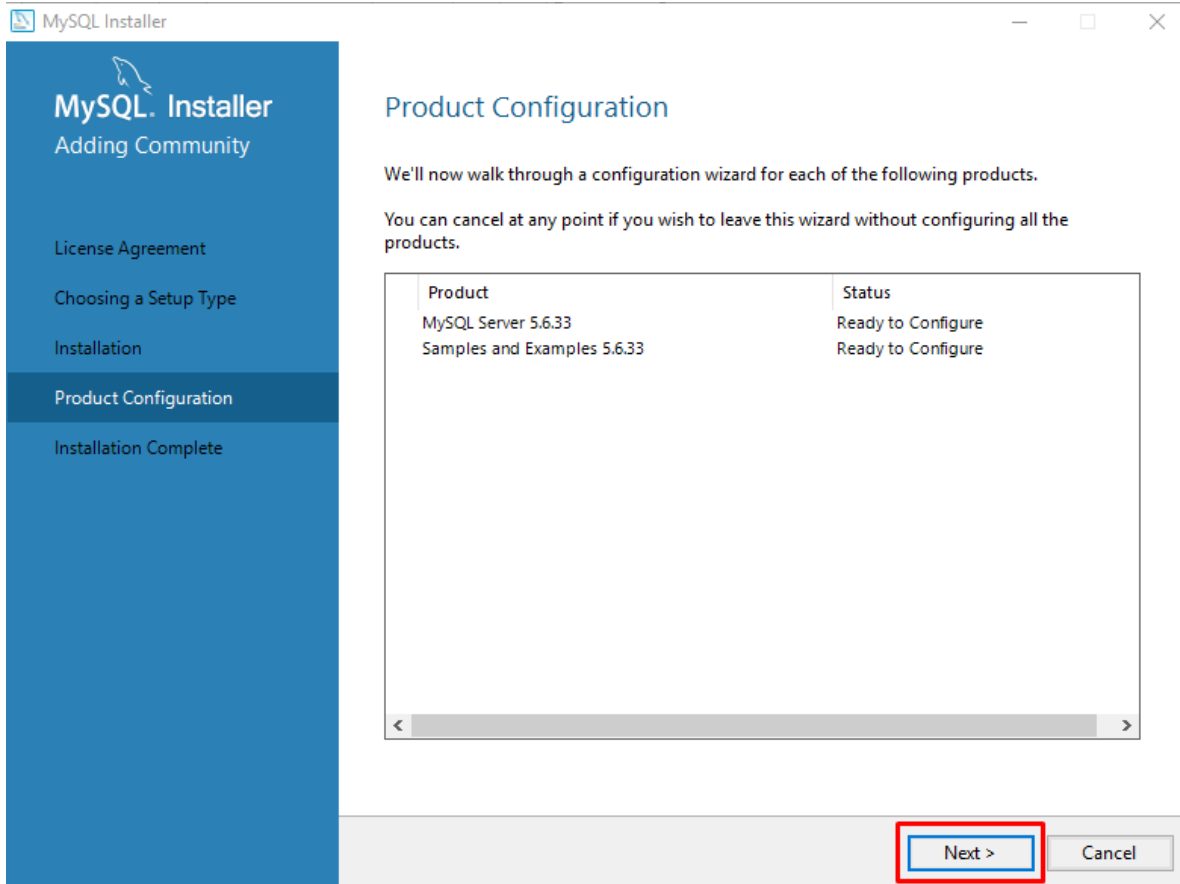 MySQL Installer
MySQL. Installer
Adding Community
License Agreement
Choosing a Setup Type
Installation
Product Configuration
Installation Complete
Product Configuration
We'll now walk through a configuration wizard for each of the following products.
You can cancel at any point if you wish to leave this wizard without configuring all the
products.
Product Status
MySQL Server 5.6.33 Ready to Configure
Samples and Examples 5.6.33 Ready to Configure
Next > Cancel